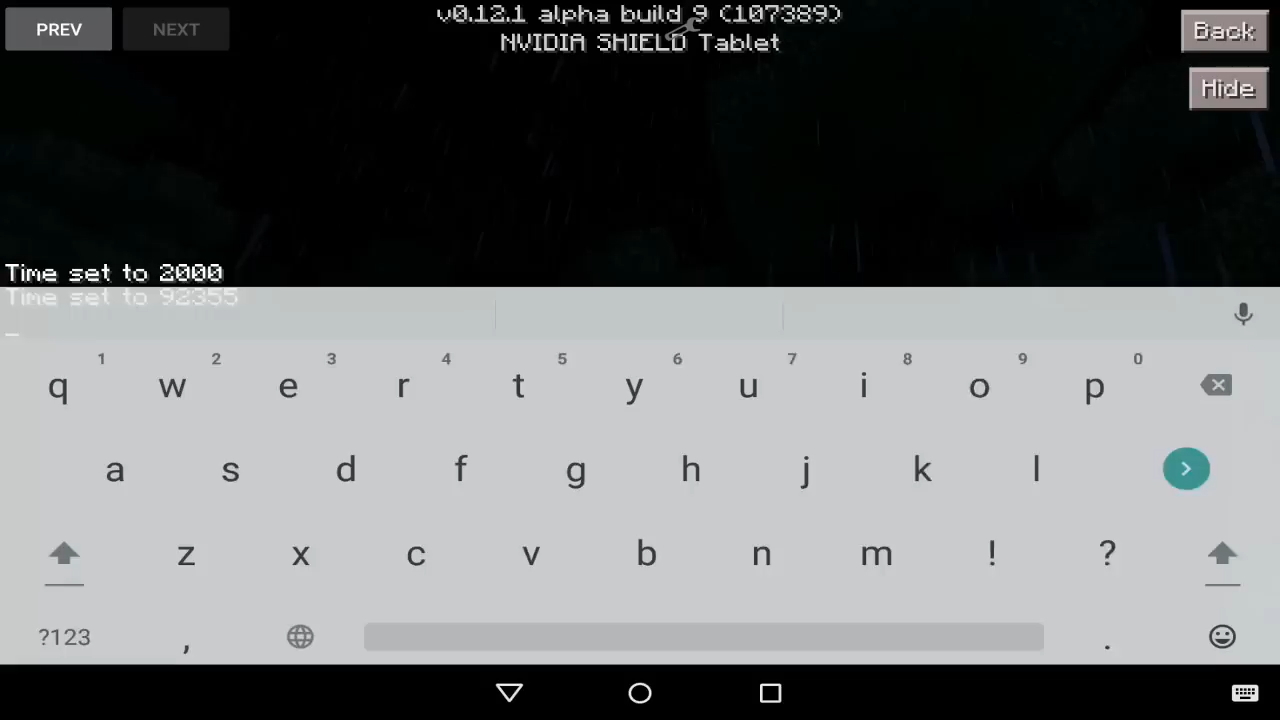 PREV NEXT
v0.12.1 alpha build 9 (107389)
NVIDIA SHIELD Tablet
Back
Hide
Time set to 2000
Time set to 92355
_
1 2 3 4 5 6 7 8 9 0
q w e r t y u i o p
a s d f g h j k l
z x c v b n m ! ?
?123 , .